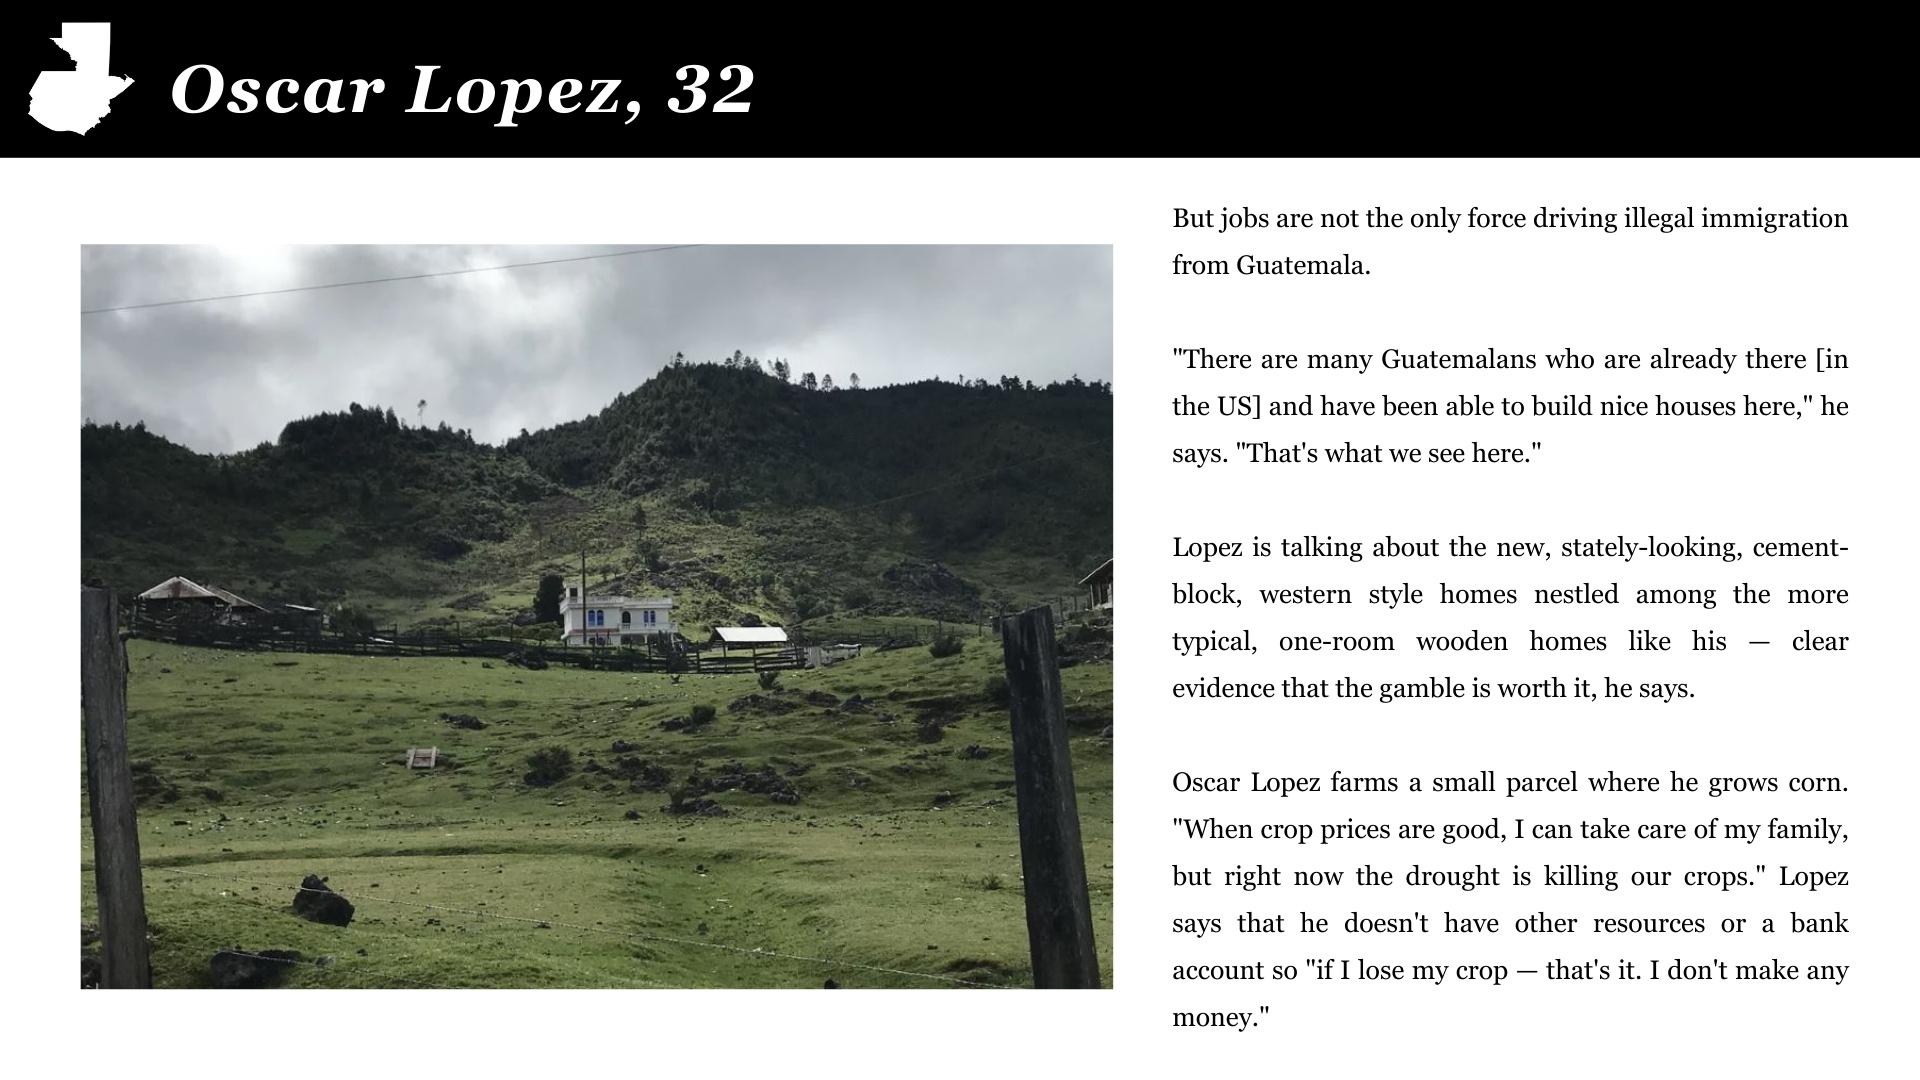 Oscar Lopez, 32
But jobs are not the only force driving illegal immigration
from Guatemala.
"There are many Guatemalans who are already there [in
the US] and have been able to build nice houses here," he
says. "That's what we see here."
Lopez is talking about the new, stately-looking, cement-
block, western style homes nestled among the more
typical, one-room wooden homes like his — clear
evidence that the gamble is worth it, he says.
Oscar Lopez farms a small parcel where he grows corn.
"When crop prices are good, I can take care of my family,
but right now the drought is killing our crops." Lopez
says that he doesn't have other resources or a bank
account so "if I lose my crop — that's it. I don't make any
money."